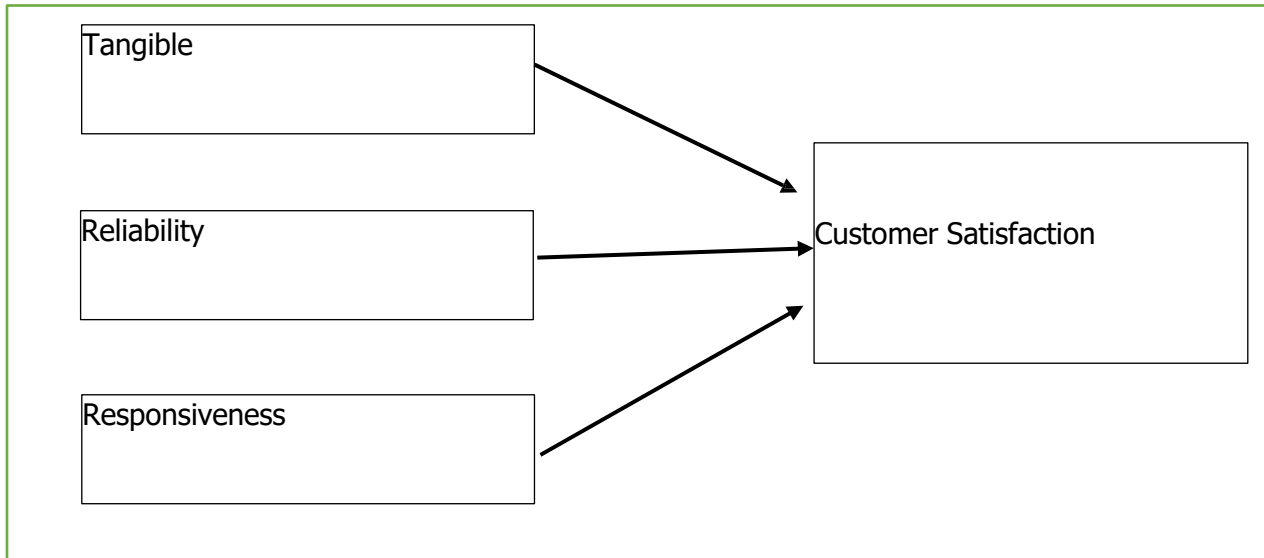 Tangible
Reliability
Customer Satisfaction
Responsiveness